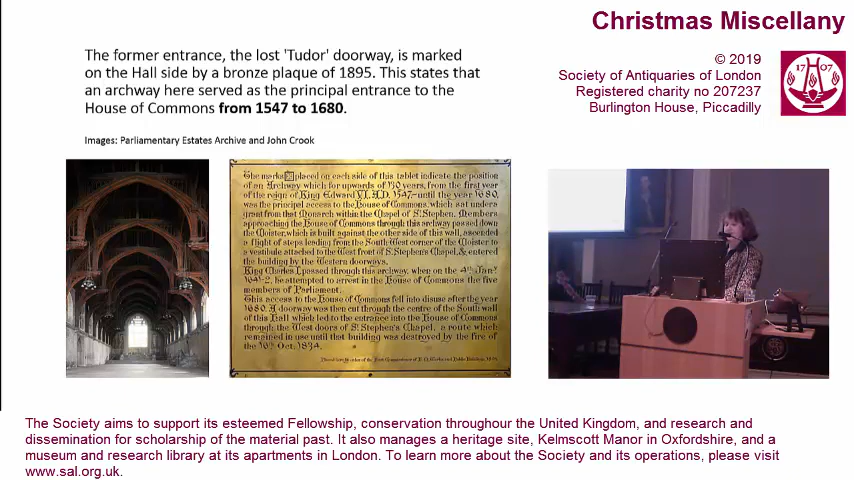 Christmas Miscellany
The former entrance, the lost 'Tudor' doorway, is marked
on the Hall side by a bronze plaque of 1895. This states that
an archway here served as the principal entrance to the
House of Commons from 1547 to 1680.
Images: Parliamentary Estates Archive and John Crook
© 2019
Society of Antiquaries of London
Registered charity no 207237
Burlington House, Piccadilly
17 07
The marks placed on each side of this tablet indicate the position
of an Archway which for upwards of 130 years, from the first year
of the reign of King Edward VI, A.D. 1547, until the year 1680,
was the principal access to the House of Commons, which sat under
grant from that Monarch within the Chapel of St. Stephen. Members
approaching the House of Commons through this archway passed down
the Cloister, which is built against the other side of this wall, ascended
a flight of steps leading from the South West corner of the Cloister to
a vestibule attached to the West front of St. Stephen's Chapel, & entered
the building by the Western doorways.
King Charles I passed through this archway, when on the 4th Jany
1641-2, he attempted to arrest in the House of Commons the five
members of Parliament.
This access to the House of Commons fell into disuse after the year
1680. A doorway was then cut through the centre of the South wall
of this Hall which led to the entrance into the House of Commons
through the West doors of St. Stephen's Chapel, a route which
remained in use until that building was destroyed by the fire of
the 16th Oct. 1834.
The Society aims to support its esteemed Fellowship, conservation throughour the United Kingdom, and research and
dissemination for scholarship of the material past. It also manages a heritage site, Kelmscott Manor in Oxfordshire, and a
museum and research library at its apartments in London. To learn more about the Society and its operations, please visit
www.sal.org.uk.